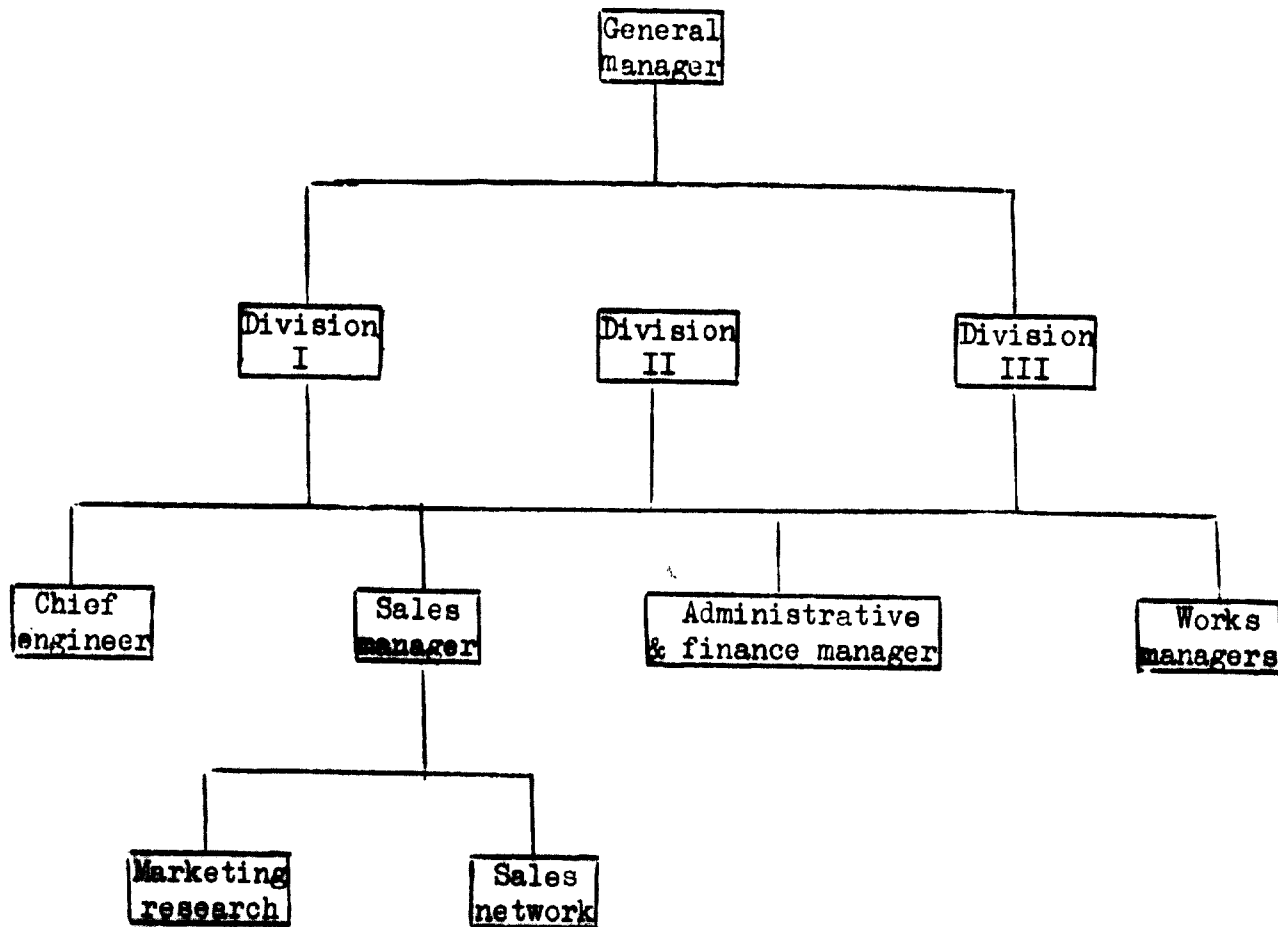 General
manager
Division
I
Division
II
Division
III
Chief
engineer
Sales
manager
Administrative
& finance manager
Works
managers
Marketing
research
Sales
network